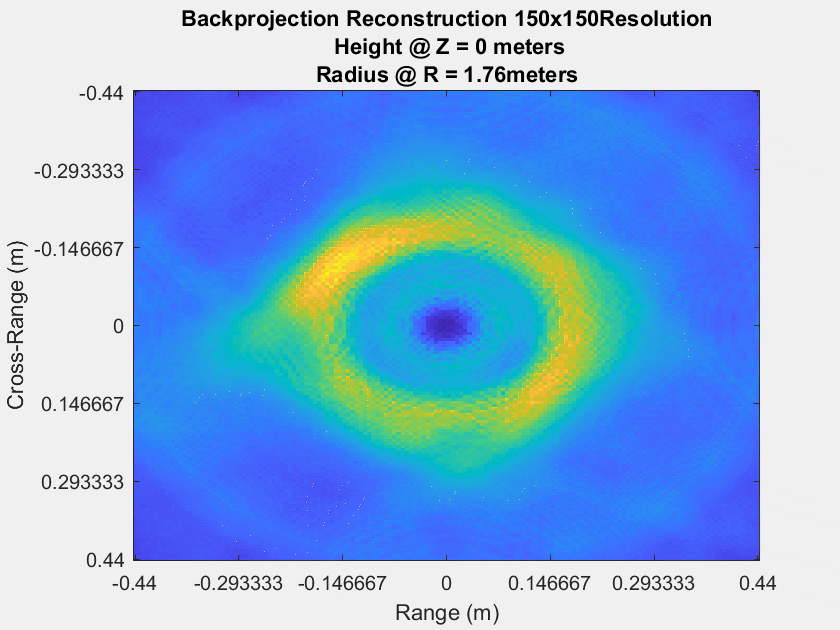 Backprojection Reconstruction 150x150Resolution
Height @ Z = 0 meters
Radius @ R = 1.76meters
-0.44
-0.293333
-0.146667
0
0.146667
0.293333
0.44
Cross-Range (m)
-0.44 -0.293333 -0.146667 0 0.146667 0.293333 0.44
Range (m)